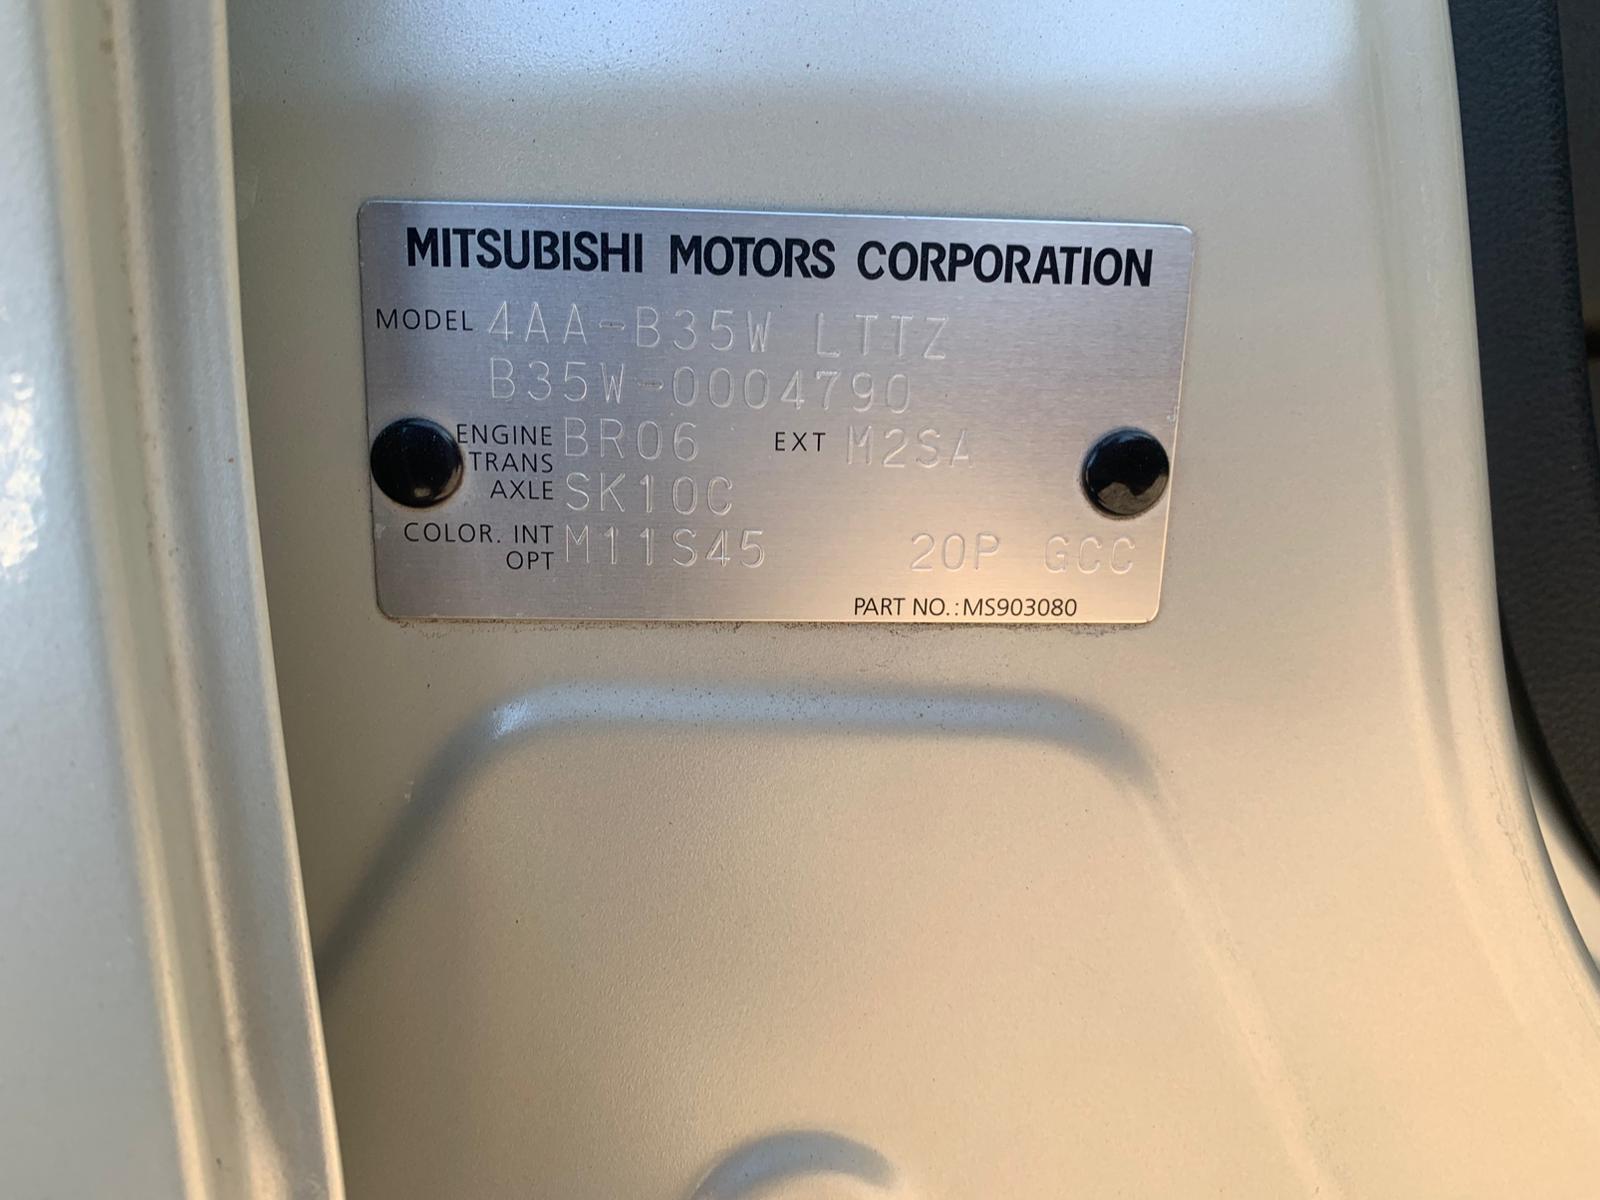 MITSUBISHI MOTORS CORPORATION
MODEL 4AA-B35W LTTZ
B35W-0004790
ENGINE BR06 EXT M2SA
TRANS
AXLE SK10C
COLOR. INT M11S45 20P GCC
OPT
PART NO.:MS903080